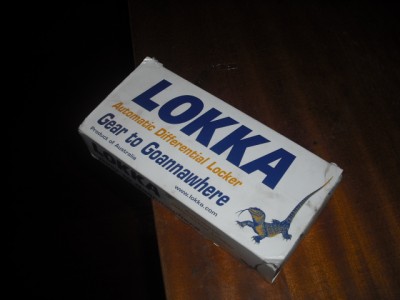 LOKKA
Automatic Differential Locker
Gear to Goannawhere
Product of Australia
www.lokka.com
LOKKA